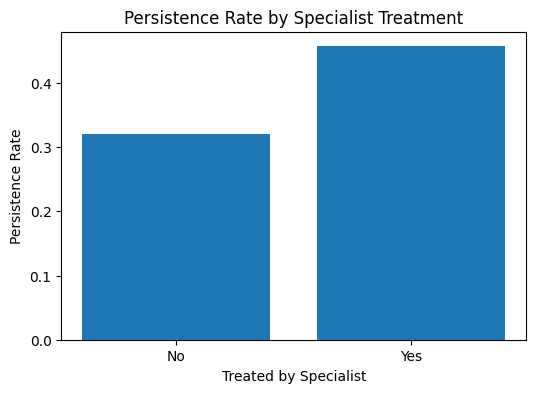 Persistence Rate by Specialist Treatment
Persistence Rate
0.4
0.3
0.2
0.1
0.0
No
Yes
Treated by Specialist